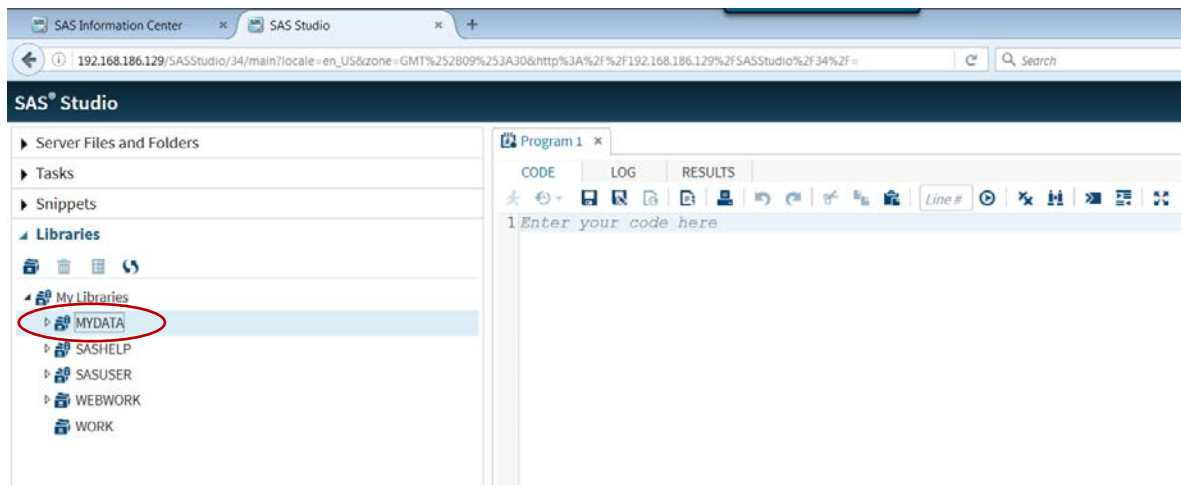 SAS Information Center × SAS Studio × +
192.168.186.129/SASStudio/34/main?locale=en_US&zone=GMT%252B09%253A30&http%3A%2F%2F192.168.186.129%2FSASStudio%2F34%2F= Search
SAS® Studio
Server Files and Folders
Tasks
Snippets
Libraries
My Libraries
MYDATA
SASHELP
SASUSER
WEBWORK
WORK
Program 1 ×
CODE LOG RESULTS
Line #
1 Enter your code here